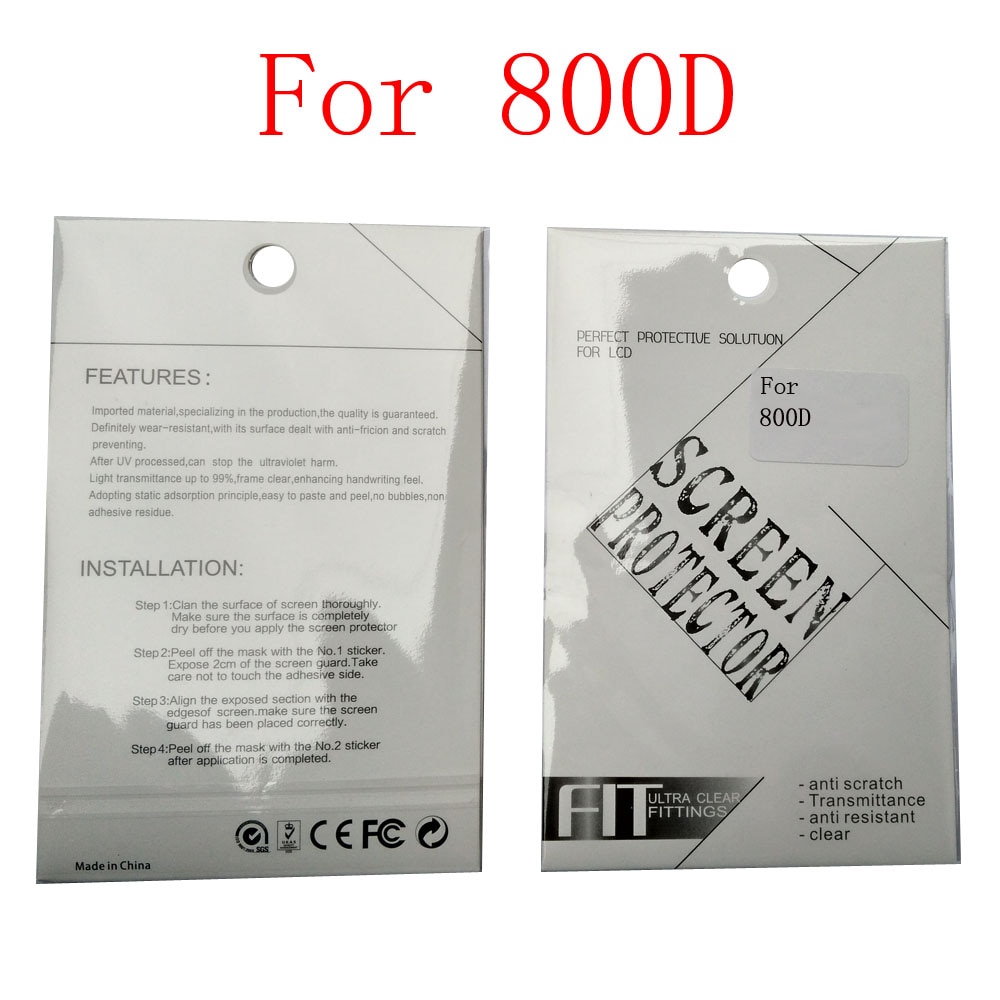 For 800D
FEATURES:
Imported material,specializing in the production,the quality is guaranteed.
Definitely wear-resistant,with its surface dealt with anti-fricion and scratch
preventing.
After UV processed,can stop the ultraviolet harm.
Light transmittance up to 99%,frame clear,enhancing handwriting feel.
Adopting static adsorption principle,easy to paste and peel,no bubbles,non
adhesive residue.
INSTALLATION:
Step 1:Clan the surface of screen thoroughly.
Make sure the surface is completely
dry before you apply the screen protector
Step2:Peel off the mask with the No.1 sticker.
Expose 2cm of the screen guard.Take
care not to touch the adhesive side.
Step3:Align the exposed section with the
edgesof screen.make sure the screen
guard has been placed correctly.
Step4:Peel off the mask with the No.2 sticker
after application is completed.
SGS
UKAS
CE FC
Made in China
PERFECT PROTECTIVE SOLUTUON
FOR LCD
For
800D
SCREEN
PROTECTOR
FIT
ULTRA CLEAR
FITTINGS
- anti scratch
- Transmittance
- anti resistant
- clear